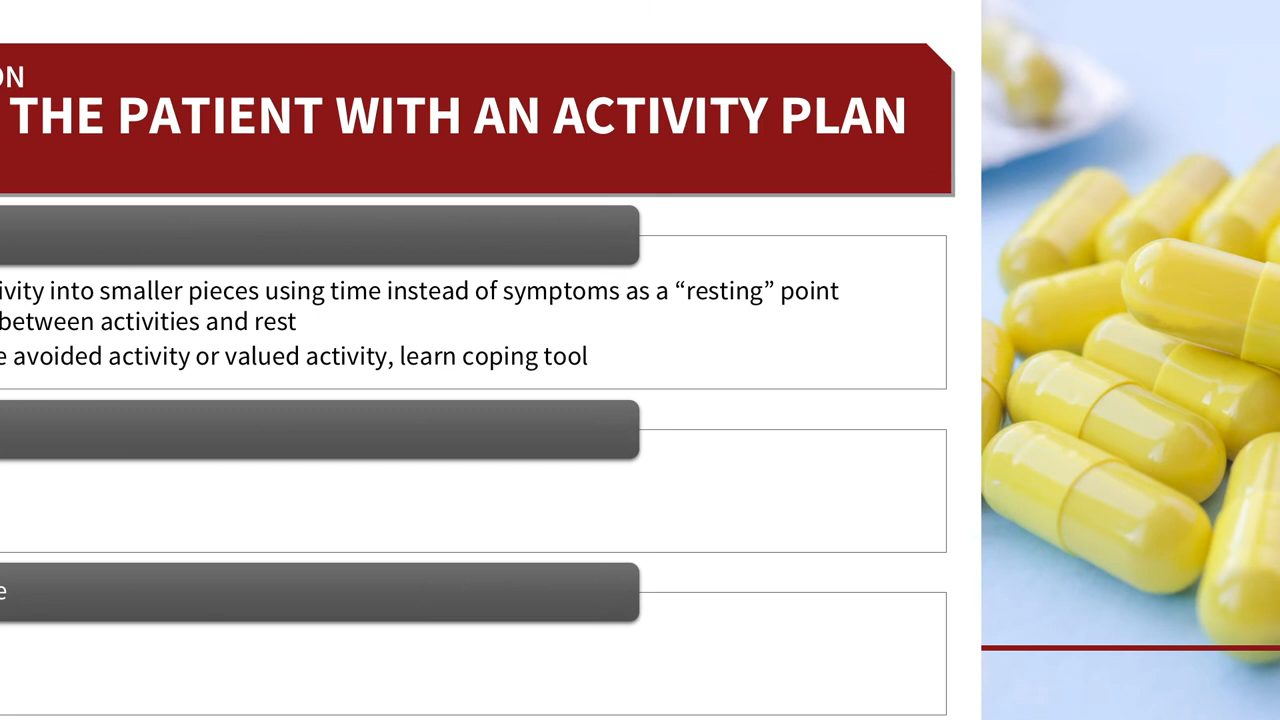 ON
THE PATIENT WITH AN ACTIVITY PLAN
ivity into smaller pieces using time instead of symptoms as a “resting” point
between activities and rest
e avoided activity or valued activity, learn coping tool
e